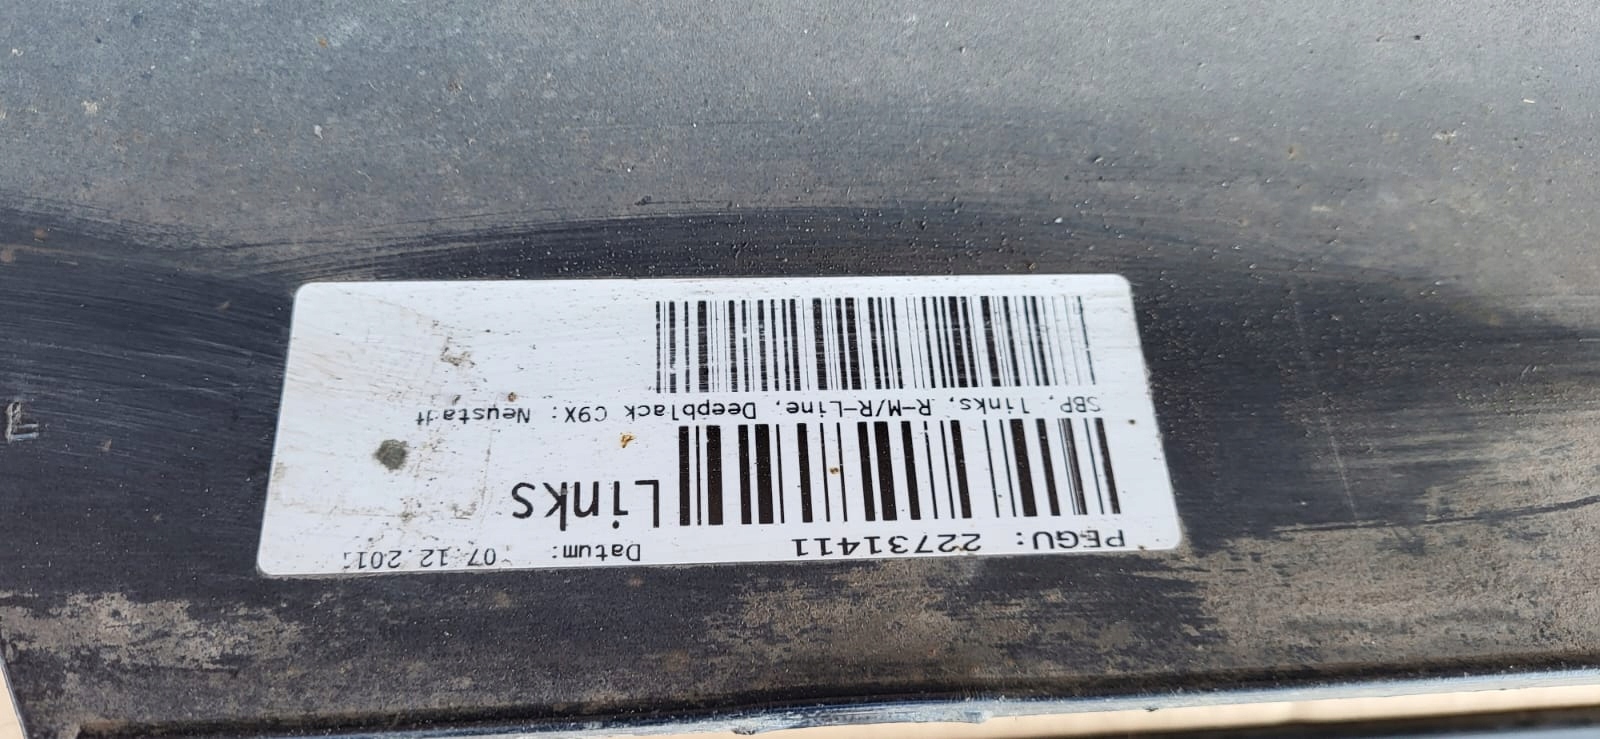 PEGU: 22731411 Datum: 07.12.201
Links
SBP, links, R-M/R-Line, Deepblack C9X: Neustadt